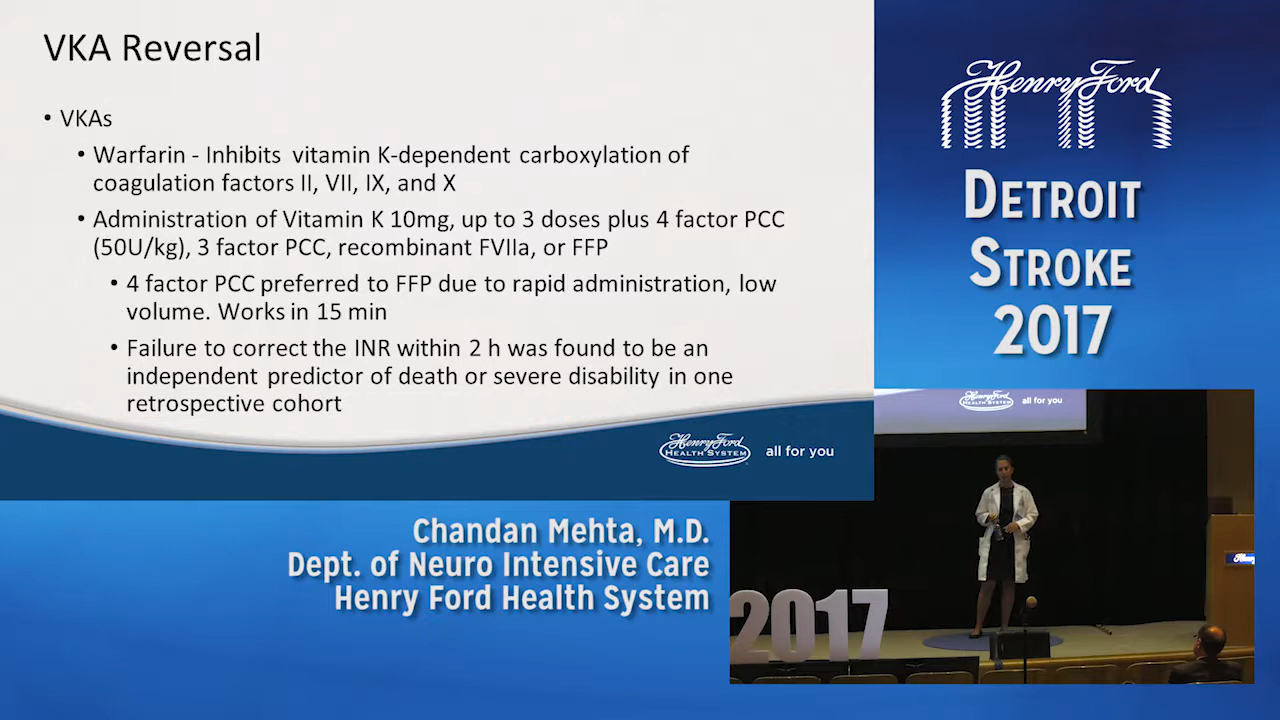 VKA Reversal
• VKAs
• Warfarin - Inhibits vitamin K-dependent carboxylation of
coagulation factors II, VII, IX, and X
• Administration of Vitamin K 10mg, up to 3 doses plus 4 factor PCC
(50U/kg), 3 factor PCC, recombinant FVIIa, or FFP
• 4 factor PCC preferred to FFP due to rapid administration, low
volume. Works in 15 min
• Failure to correct the INR within 2 h was found to be an
independent predictor of death or severe disability in one
retrospective cohort
Henry Ford
HEALTH SYSTEM
all for you
Henry Ford
DETROIT
STROKE
2017
Chandan Mehta, M.D.
Dept. of Neuro Intensive Care
Henry Ford Health System
Henry Ford
HEALTH SYSTEM
all for you
2017